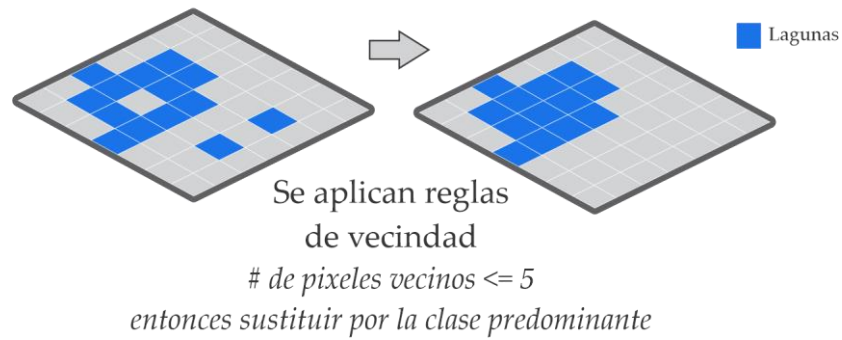 Lagunas
Se aplican reglas
de vecindad
# de pixeles vecinos <= 5
entonces sustituir por la clase predominante